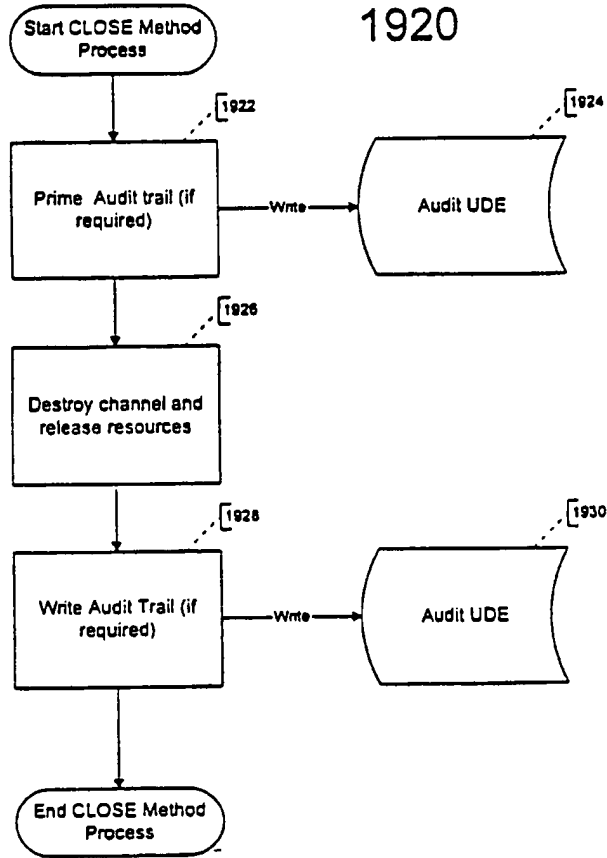 1920
Start CLOSE Method
Process
1922
1924
Prime Audit trail (if
required)
Write
Audit UDE
1926
Destroy channel and
release resources
1928
1930
Write Audit Trail (if
required)
Write
Audit UDE
End CLOSE Method
Process